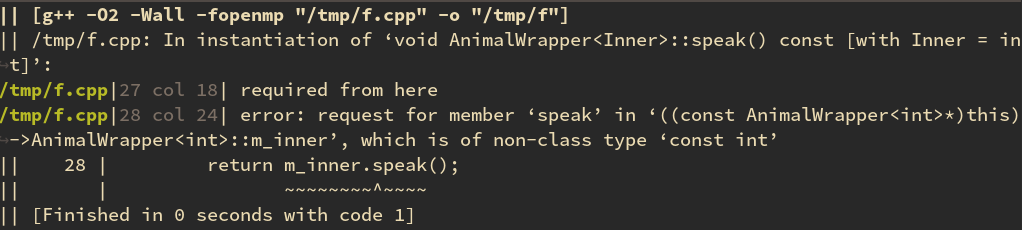 || [g++ -O2 -Wall -fopenmp "/tmp/f.cpp" -o "/tmp/f"]
|| /tmp/f.cpp: In instantiation of ‘void AnimalWrapper<Inner>::speak() const [with Inner = in
↪t]’:
/tmp/f.cpp|27 col 18| required from here
/tmp/f.cpp|28 col 24| error: request for member ‘speak’ in ‘((const AnimalWrapper<int>*)this)
↪->AnimalWrapper<int>::m_inner’, which is of non-class type ‘const int’
||    28 |         return m_inner.speak();
||       |                ~~~~~~~~^~~~~
|| [Finished in 0 seconds with code 1]